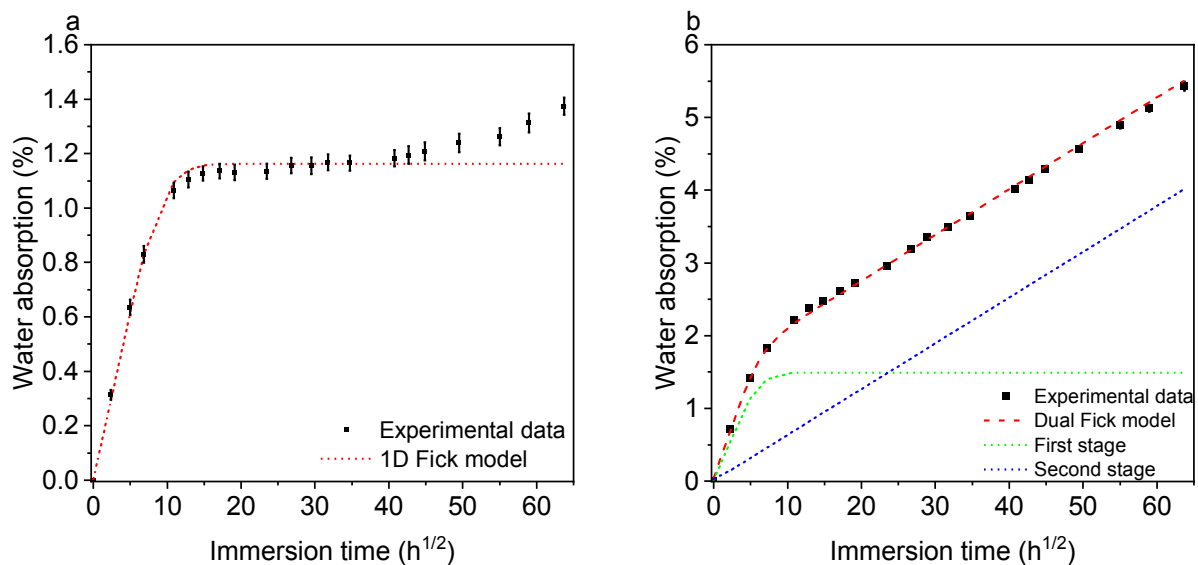 a
1.6
1.4
1.2
1.0
0.8
0.6
0.4
0.2
0.0
Water absorption (%)
Experimental data
1D Fick model
0 10 20 30 40 50 60
Immersion time (h1/2)
b
6
5
4
3
2
1
0
Water absorption (%)
Experimental data
Dual Fick model
First stage
Second stage
0 10 20 30 40 50 60
Immersion time (h1/2)